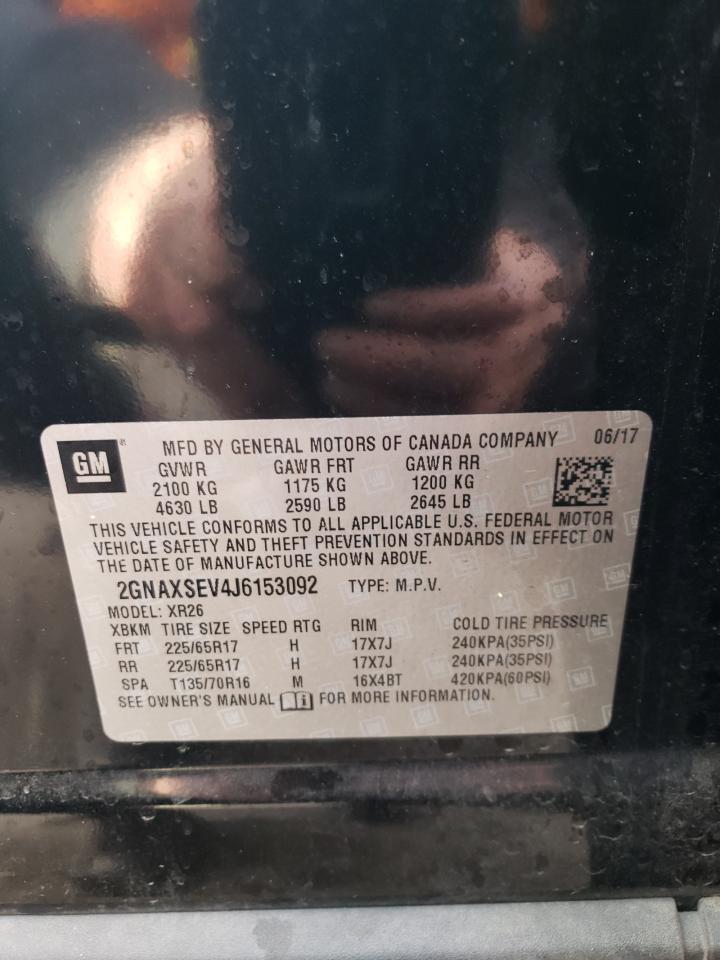 GM
MFD BY GENERAL MOTORS OF CANADA COMPANY 06/17
GVWR GAWR FRT GAWR RR
2100 KG 1175 KG 1200 KG
4630 LB 2590 LB 2645 LB
THIS VEHICLE CONFORMS TO ALL APPLICABLE U.S. FEDERAL MOTOR
VEHICLE SAFETY AND THEFT PREVENTION STANDARDS IN EFFECT ON
THE DATE OF MANUFACTURE SHOWN ABOVE.
2GNAXSEV4J6153092 TYPE: M.P.V.
MODEL: XR26
XBKM TIRE SIZE SPEED RTG RIM COLD TIRE PRESSURE
FRT 225/65R17 H 17X7J 240KPA(35PSI)
RR 225/65R17 H 17X7J 240KPA(35PSI)
SPA T135/70R16 M 16X4BT 420KPA(60PSI)
SEE OWNER'S MANUAL i FOR MORE INFORMATION.